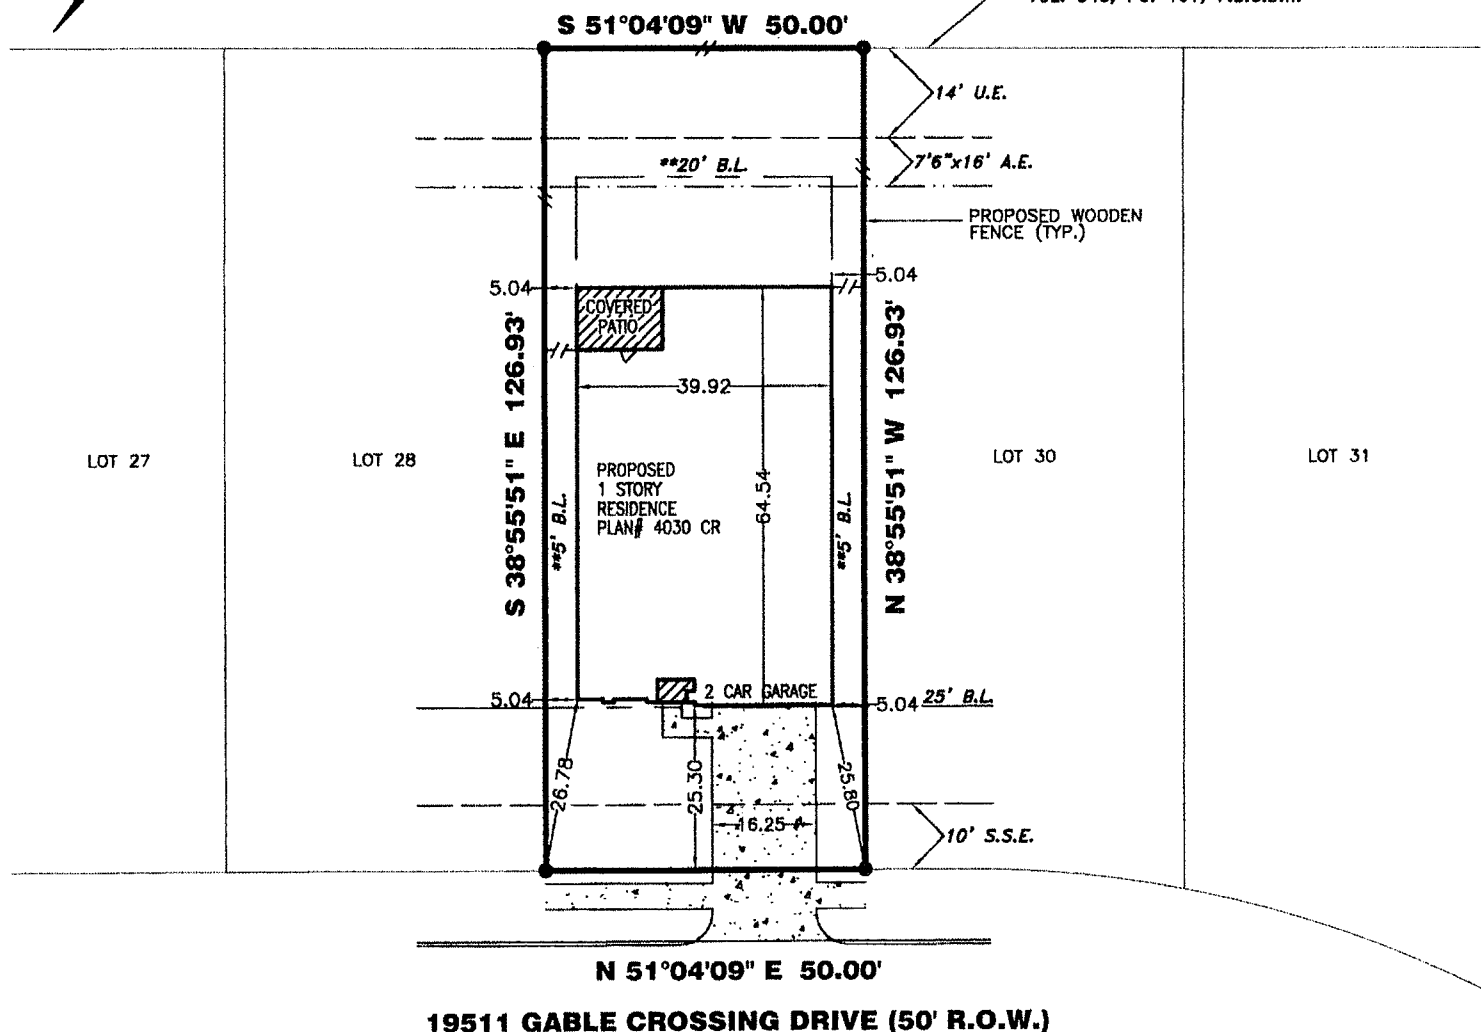 S 51°04'09" W 50.00'
14' U.E.
**20' B.L.
7'6"x16' A.E.
PROPOSED WOODEN
FENCE (TYP.)
5.04
5.04
COVERED
PATIO
S 38°55'51" E 126.93'
N 38°55'51" W 126.93'
39.92
LOT 27
LOT 28
LOT 30
LOT 31
PROPOSED
1 STORY
RESIDENCE
PLAN# 4030 CR
64.54
**5' B.L.
**5' B.L.
5.04
2 CAR GARAGE
5.04
25' B.L.
26.78
25.30
25.80
16.25
10' S.S.E.
N 51°04'09" E 50.00'
19511 GABLE CROSSING DRIVE (50' R.O.W.)